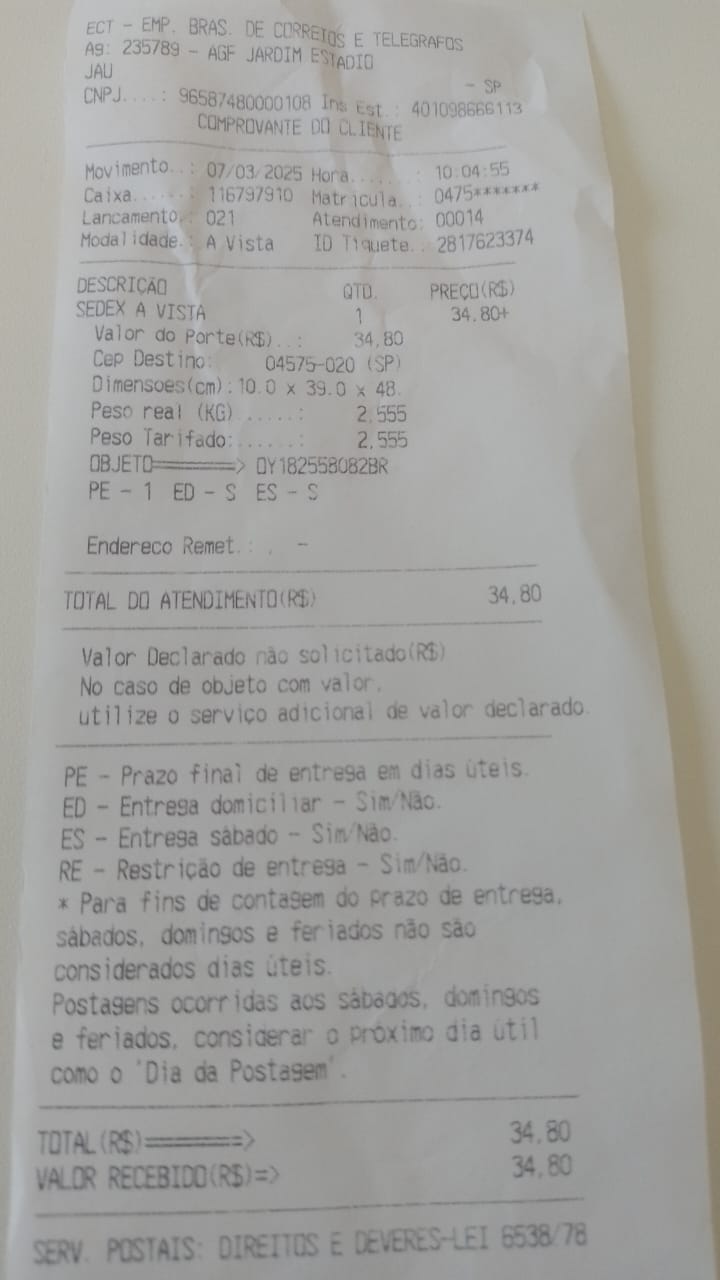 ECT - EMP. BRAS. DE CORREIOS E TELEGRAFOS
Ag: 235789 - AGF JARDIM ESTADIO
JAU - SP
CNPJ....: 96587480000108 Ins Est.: 401098666113
COMPROVANTE DO CLIENTE
Movimento..: 07/03/2025 Hora......: 10:04:55
Caixa......: 116797910 Matricula..: 0475*******
Lancamento.: 021 Atendimento: 00014
Modalidade.: A Vista ID Tiquete.: 2817623374
DESCRIÇÃO QTD. PREÇO(R$)
SEDEX A VISTA 1 34,80+
Valor do Porte(R$)..: 34,80
Cep Destino: 04575-020 (SP)
Dimensoes(cm):10.0 x 39.0 x 48.
Peso real (KG) .....: 2,555
Peso Tarifado:......: 2,555
OBJETO=======> OY182558082BR
PE - 1 ED - S ES - S
Endereco Remet.: . -
TOTAL DO ATENDIMENTO(R$) 34,80
Valor Declarado não solicitado(R$)
No caso de objeto com valor,
utilize o serviço adicional de valor declarado.
PE - Prazo final de entrega em dias úteis.
ED - Entrega domiciliar - Sim/Não.
ES - Entrega sábado - Sim/Não.
RE - Restrição de entrega - Sim/Não.
* Para fins de contagem do prazo de entrega,
sábados, domingos e feriados não são
considerados dias úteis.
Postagens ocorridas aos sábados, domingos
e feriados, considerar o próximo dia útil
como o 'Dia da Postagem'.
TOTAL(R$)========> 34,80
VALOR RECEBIDO(R$)=> 34,80
SERV. POSTAIS: DIREITOS E DEVERES-LEI 6538/78